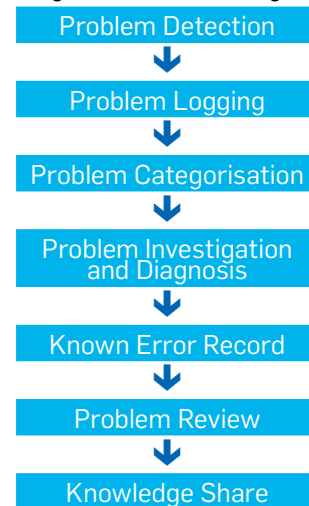 Problem Detection
Problem Logging
Problem Categorisation
Problem Investigation
and Diagnosis
Known Error Record
Problem Review
Knowledge Share